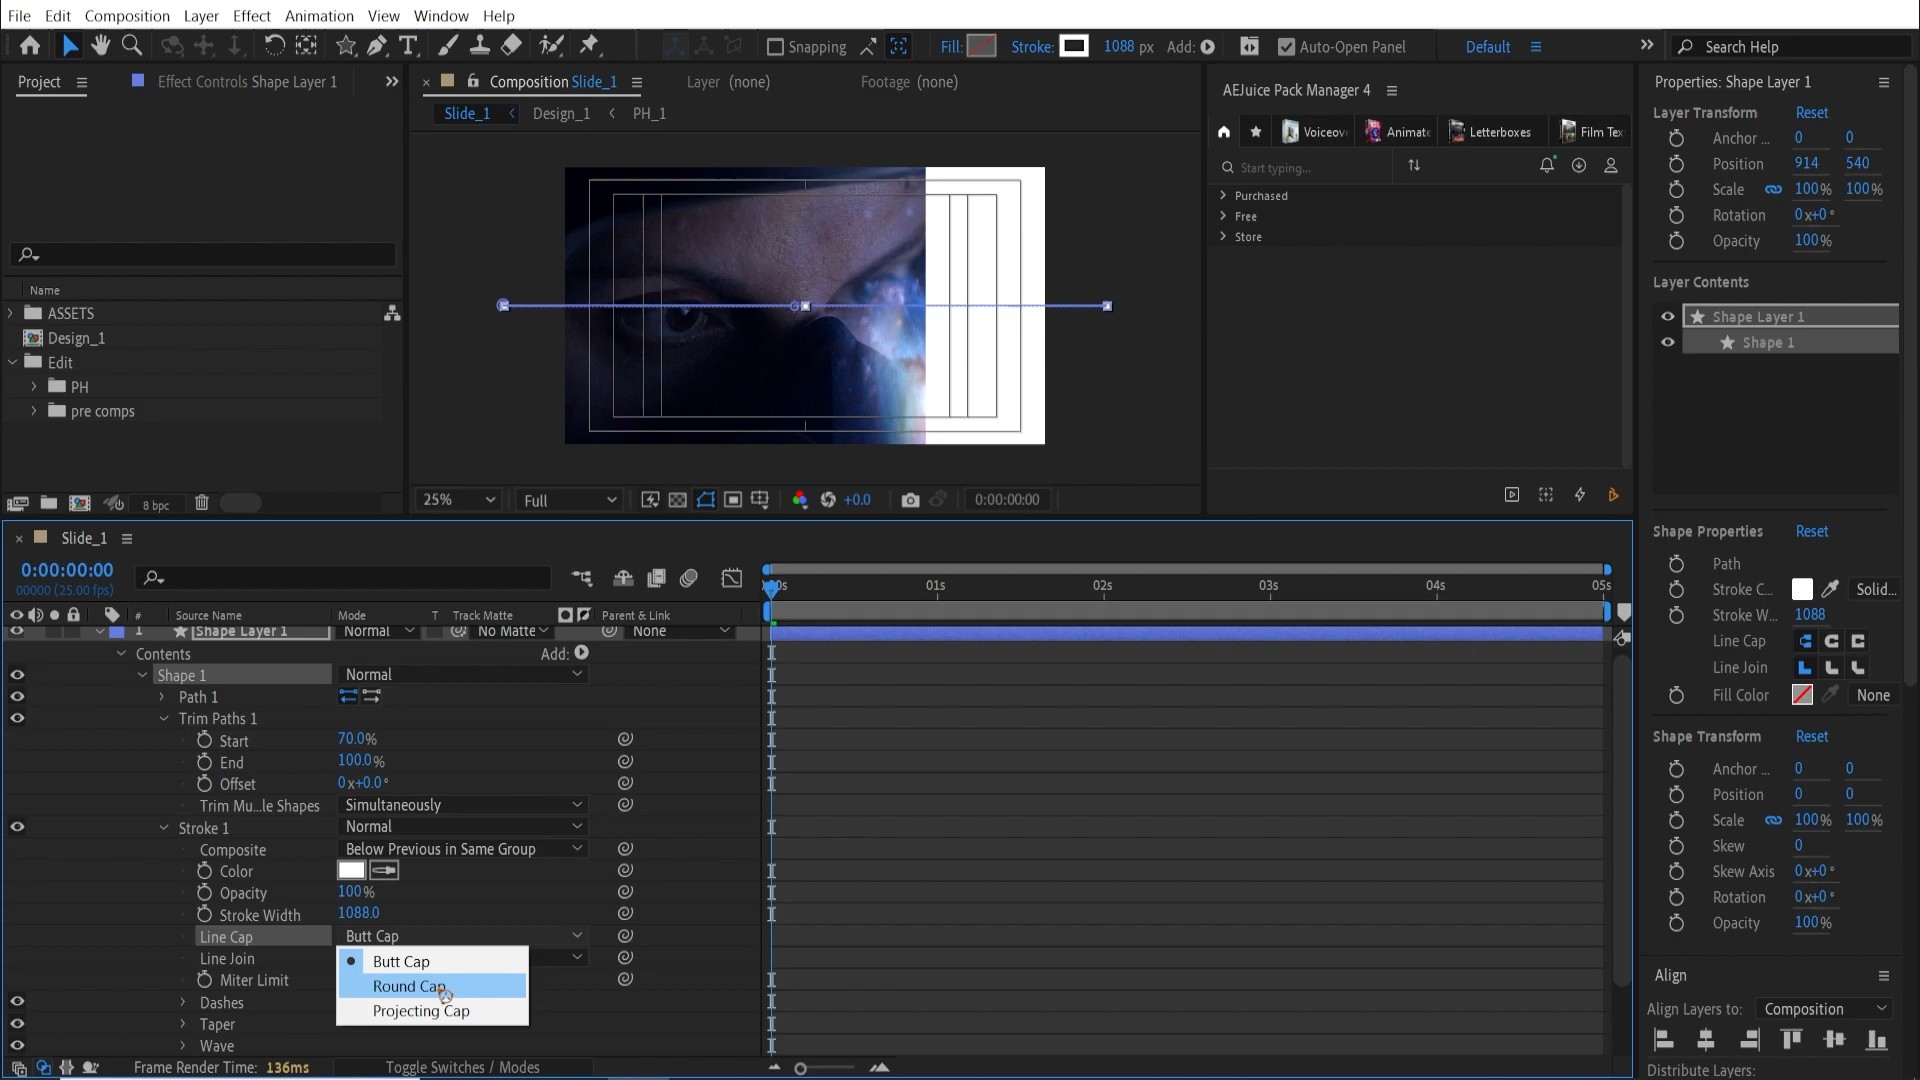 File Edit Composition Layer Effect Animation View Window Help
Snapping Fill: Stroke: 1088 px Add: Auto-Open Panel Default Search Help
Project Effect Controls Shape Layer 1
Composition Slide_1 Layer (none) Footage (none)
Slide_1 Design_1 PH_1
Name
ASSETS
Design_1
Edit
PH
pre comps
8 bpc
25% Full +0.0 0:00:00:00
AEJuice Pack Manager 4
Voiceov Animate Letterboxes Film Tex
Start typing...
Purchased
Free
Store
Properties: Shape Layer 1
Layer Transform Reset
Anchor ... 0 0
Position 914 540
Scale 100% 100%
Rotation 0x+0°
Opacity 100%
Layer Contents
Shape Layer 1
Shape 1
Shape Properties Reset
Path
Stroke C... Solid...
Stroke W... 1088
Line Cap
Line Join
Fill Color None
Shape Transform Reset
Anchor ... 0 0
Position 0 0
Scale 100% 100%
Skew 0
Skew Axis 0x+0°
Rotation 0x+0°
Opacity 100%
Align
Align Layers to: Composition
Distribute Layers:
Slide_1
0:00:00:00
00000 (25.00 fps)
01s 02s 03s 04s 05s
# Source Name Mode T Track Matte Parent & Link
1 Shape Layer 1 Normal No Matte None
Contents Add:
Shape 1 Normal
Path 1
Trim Paths 1
Start 70.0%
End 100.0%
Offset 0x+0.0°
Trim Mu...le Shapes Simultaneously
Stroke 1 Normal
Composite Below Previous in Same Group
Color
Opacity 100%
Stroke Width 1088.0
Line Cap Butt Cap
Line Join
Miter Limit
Butt Cap
Round Cap
Projecting Cap
Dashes
Taper
Wave
Frame Render Time: 136ms Toggle Switches / Modes